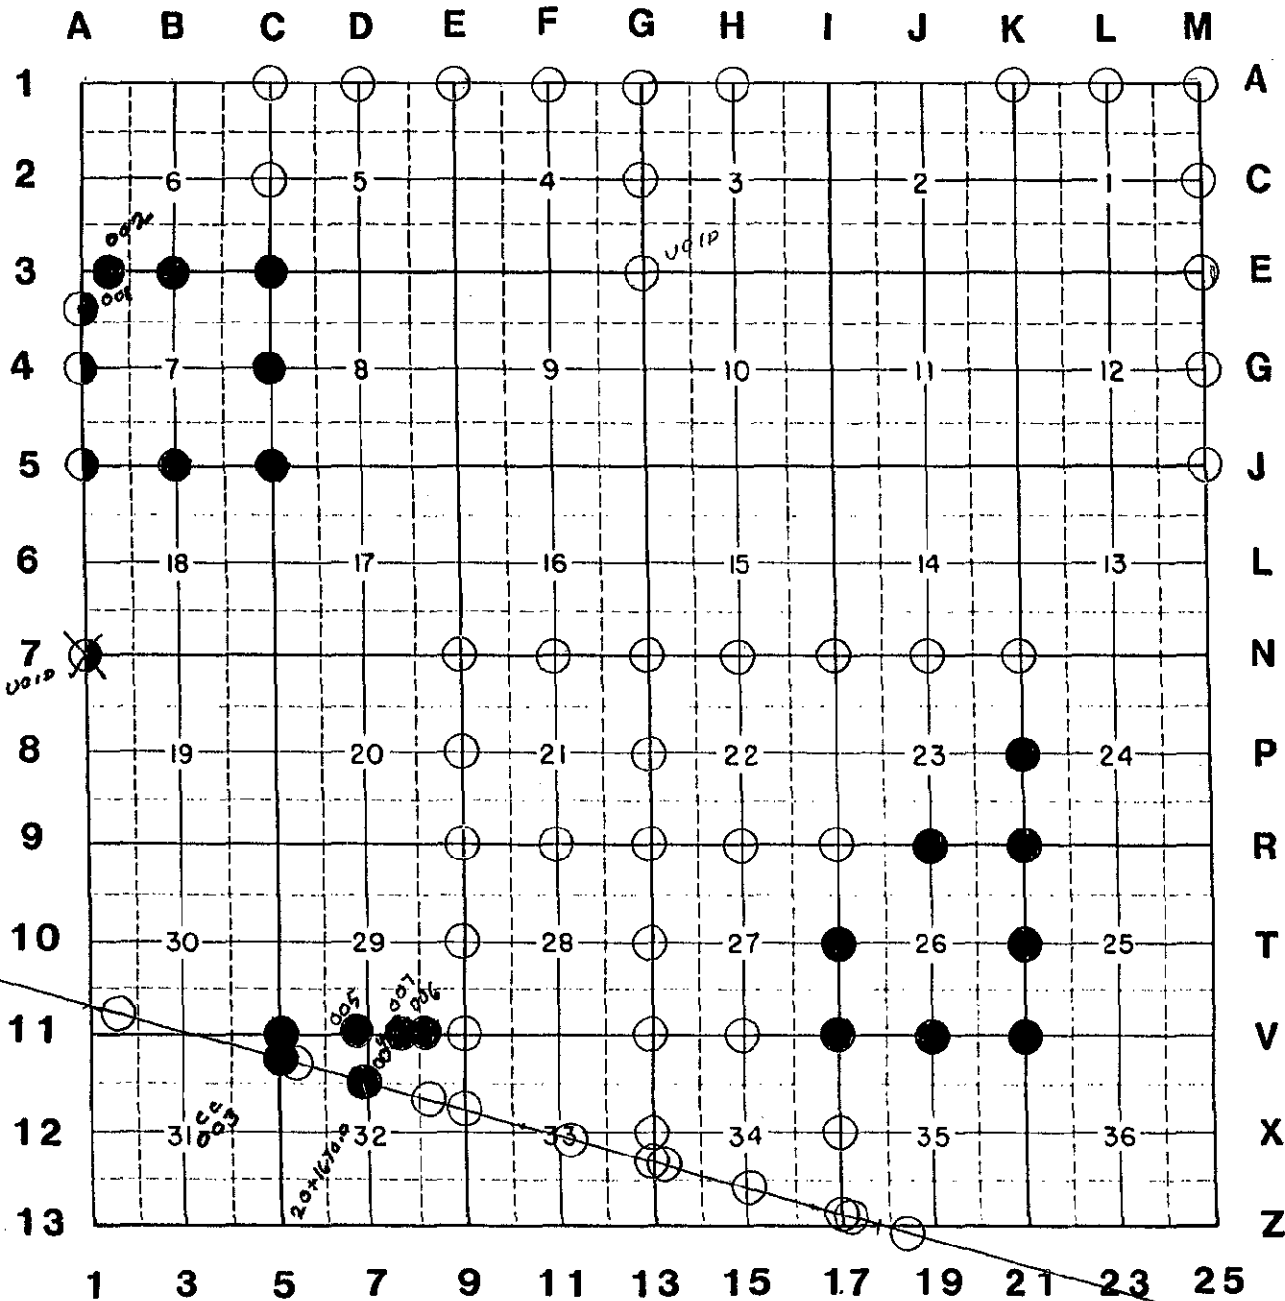 A B C D E F G H I J K L M
1 A
2 6 5 4 3 2 1 C
002
VOID
3 E
001
4 7 8 9 10 11 12 G
5 J
6 18 17 16 15 14 13 L
7 N
VOID
8 19 20 21 22 23 24 P
9 R
10 30 29 28 27 26 25 T
005 007 006
11 V
004
CC
003
12 31 32 33 34 35 36 X
13 Z
1 3 5 7 9 11 13 15 17 19 21 23 25